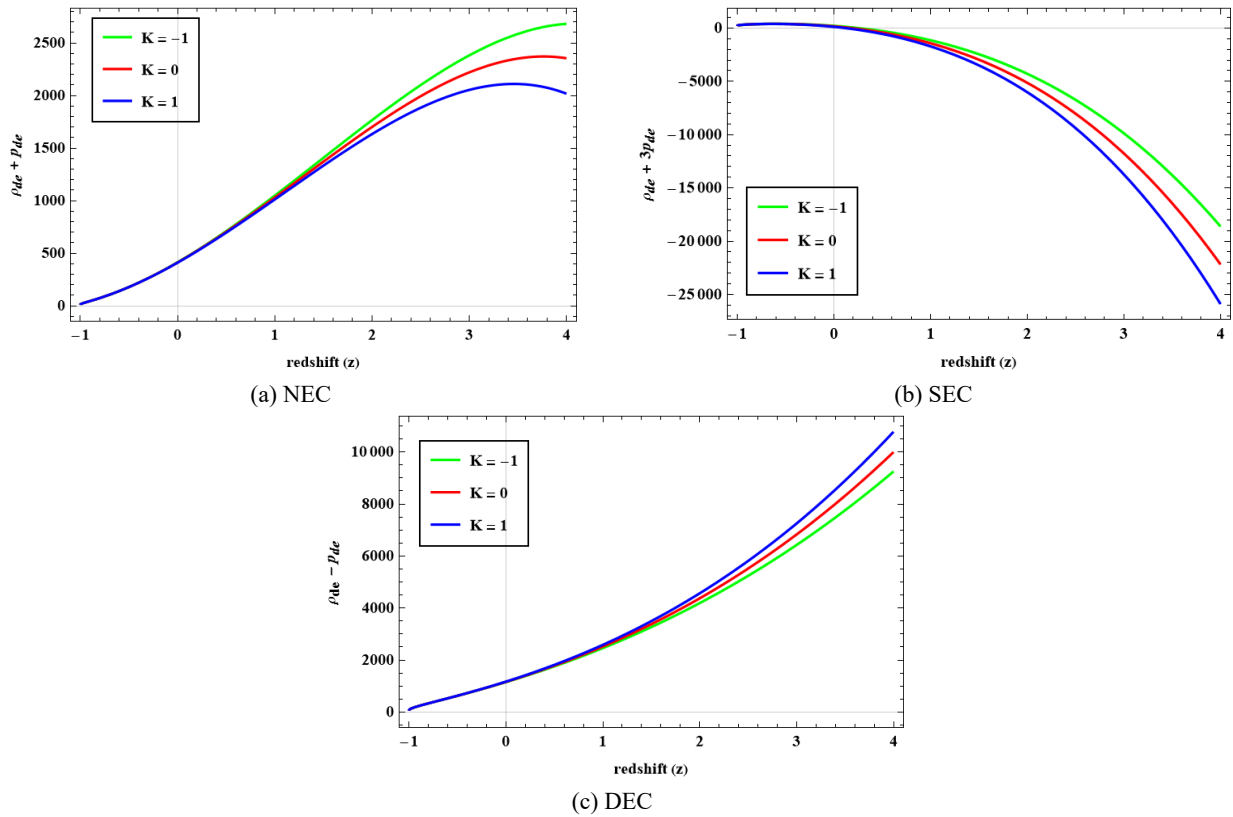 2500
2000
1500
1000
500
0
ρde + pde
K = −1
K = 0
K = 1
−1 0 1 2 3 4
redshift (z)
(a) NEC
0
−5000
−10 000
−15 000
−20 000
−25 000
ρde + 3pde
K = −1
K = 0
K = 1
−1 0 1 2 3 4
redshift (z)
(b) SEC
10 000
8000
6000
4000
2000
0
ρde − pde
K = −1
K = 0
K = 1
−1 0 1 2 3 4
redshift (z)
(c) DEC